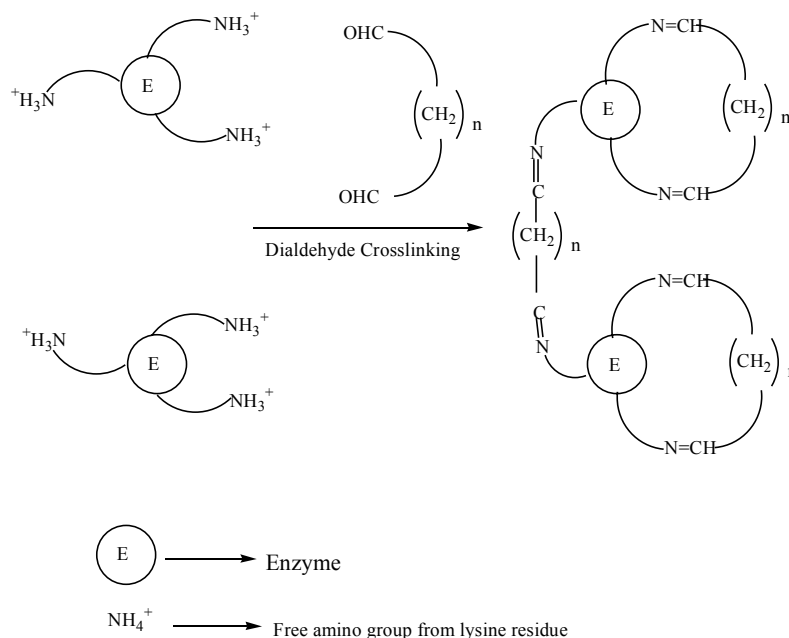 NH₃⁺
E
⁺H₃N
NH₃⁺
OHC
(CH₂)n
OHC
Dialdehyde Crosslinking
N=CH
E
(CH₂)n
N=CH
N
C
(CH₂)n
C
N
N=CH
E
(CH₂)
N=CH
NH₃⁺
⁺H₃N
E
NH₃⁺
E Enzyme
NH₄⁺ Free amino group from lysine residue